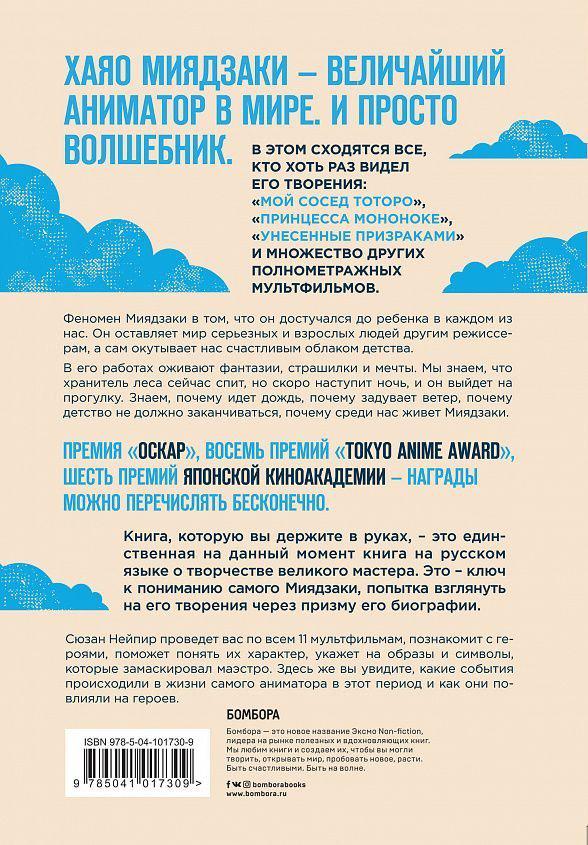 ХАЯО МИЯДЗАКИ – ВЕЛИЧАЙШИЙ
АНИМАТОР В МИРЕ. И ПРОСТО
ВОЛШЕБНИК.
В ЭТОМ СХОДЯТСЯ ВСЕ,
КТО ХОТЬ РАЗ ВИДЕЛ
ЕГО ТВОРЕНИЯ:
«МОЙ СОСЕД ТОТОРО»,
«ПРИНЦЕССА МОНОНОКЕ»,
«УНЕСЕННЫЕ ПРИЗРАКАМИ»
И МНОЖЕСТВО ДРУГИХ
ПОЛНОМЕТРАЖНЫХ
МУЛЬТФИЛЬМОВ.
Феномен Миядзаки в том, что он достучался до ребенка в каждом из
нас. Он оставляет мир серьезных и взрослых людей другим режиссе-
рам, а сам окутывает нас счастливым облаком детства.
В его работах оживают фантазии, страшилки и мечты. Мы знаем, что
хранитель леса сейчас спит, но скоро наступит ночь, и он выйдет на
прогулку. Знаем, почему идет дождь, почему задувает ветер, почему
детство не должно заканчиваться, почему среди нас живет Миядзаки.
ПРЕМИЯ «ОСКАР», ВОСЕМЬ ПРЕМИЙ «TOKYO ANIME AWARD»,
ШЕСТЬ ПРЕМИЙ ЯПОНСКОЙ КИНОАКАДЕМИИ – НАГРАДЫ
МОЖНО ПЕРЕЧИСЛЯТЬ БЕСКОНЕЧНО.
Книга, которую вы держите в руках, – это един-
ственная на данный момент книга на русском
языке о творчестве великого мастера. Это – ключ
к пониманию самого Миядзаки, попытка взглянуть
на его творения через призму его биографии.
Сюзан Нейпир проведет вас по всем 11 мультфильмам, познакомит с ге-
роями, поможет понять их характер, укажет на образы и символы,
которые замаскировал маэстро. Здесь же вы увидите, какие события
происходили в жизни самого аниматора в этот период и как они по-
влияли на героев.
БОМБОРА
Бомбора — это новое название Эксмо Non-fiction,
лидера на рынке полезных и вдохновляющих книг.
Мы любим книги и создаем их, чтобы вы могли
творить, открывать мир, пробовать новое, расти.
Быть счастливыми. Быть на волне.
bomborabooks
www.bombora.ru
ISBN 978-5-04-101730-9
9 785041 017309 >